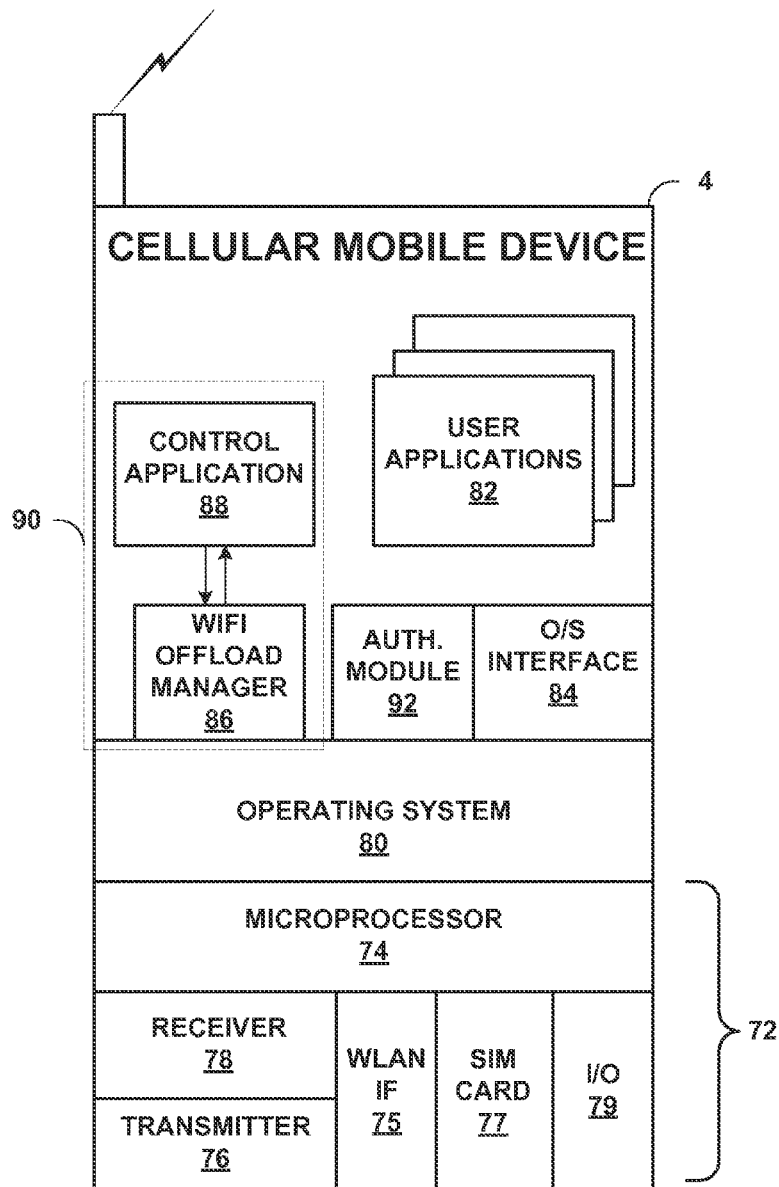 4
CELLULAR MOBILE DEVICE
CONTROL
APPLICATION
88
USER
APPLICATIONS
82
90
WIFI
OFFLOAD
MANAGER
86
AUTH.
MODULE
92
O/S
INTERFACE
84
OPERATING SYSTEM
80
MICROPROCESSOR
74
72
RECEIVER
78
TRANSMITTER
76
WLAN
IF
75
SIM
CARD
77
I/O
79